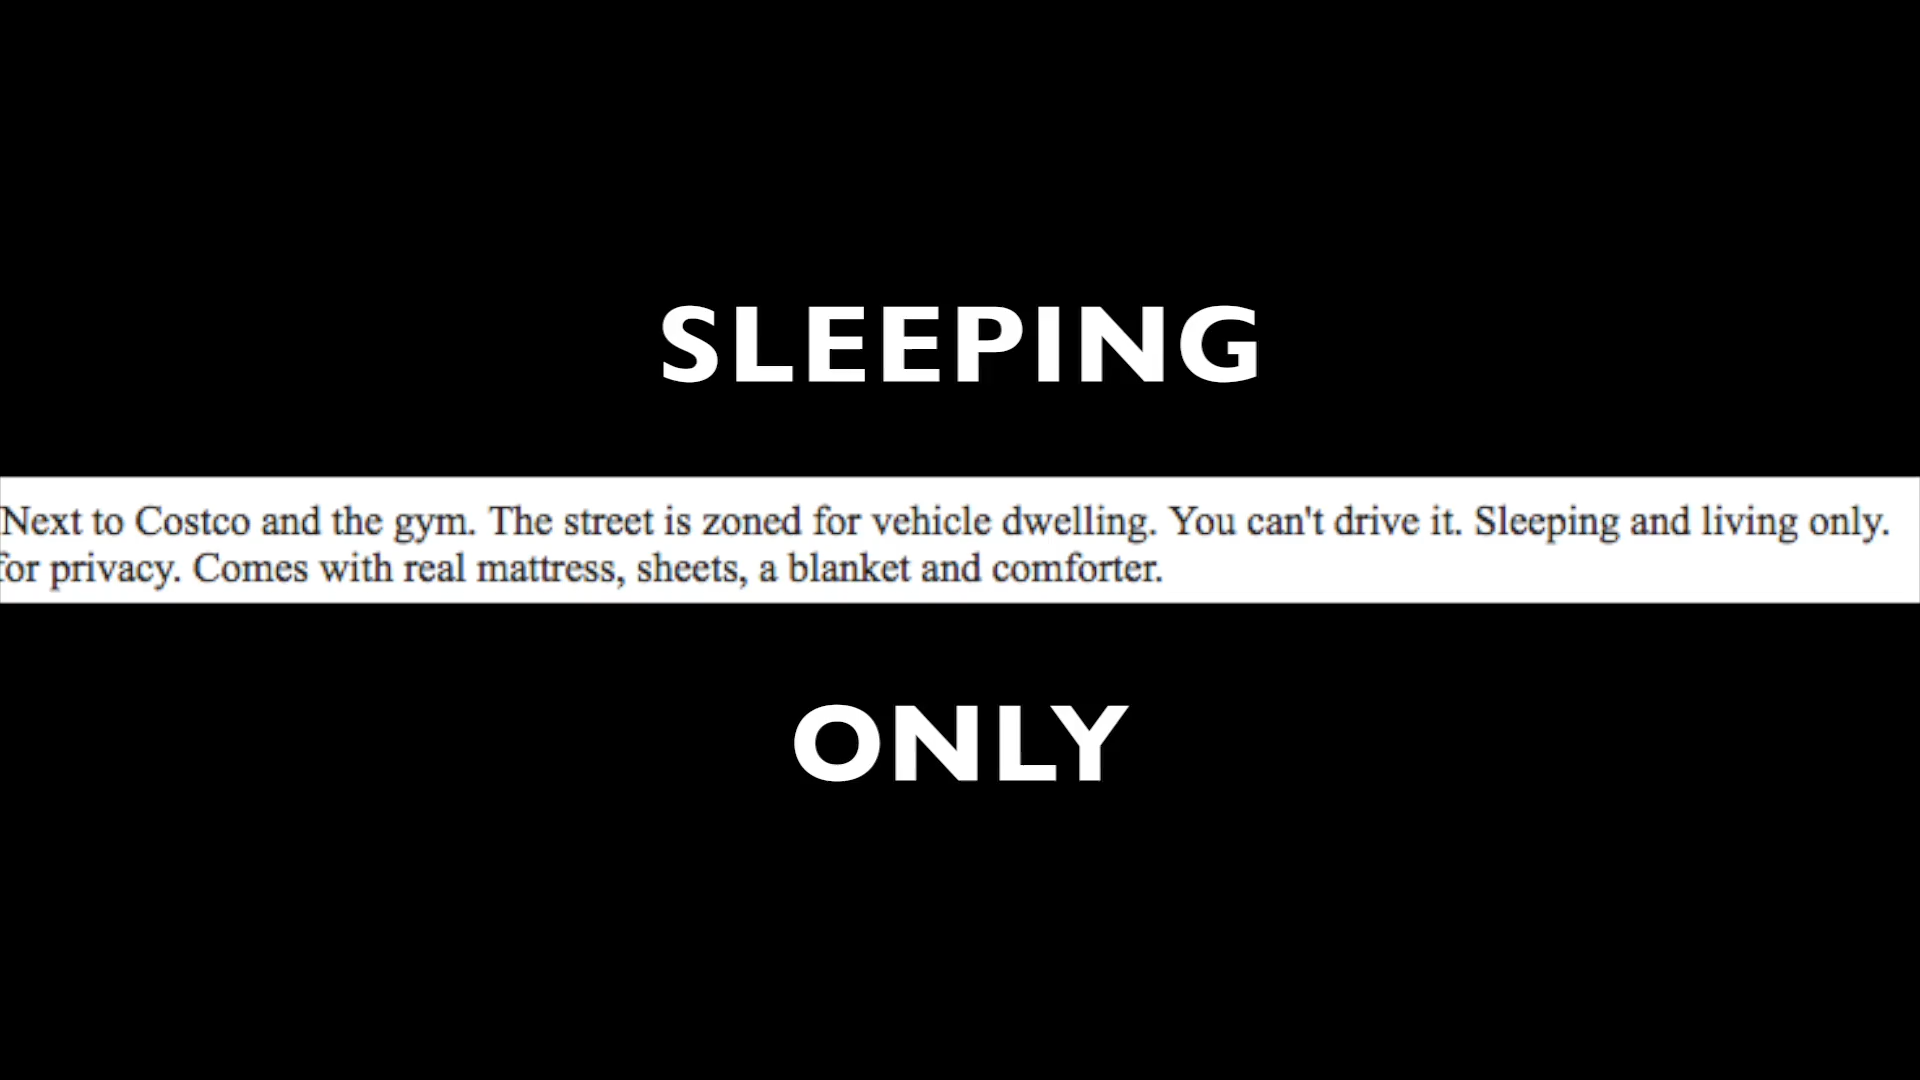 SLEEPING
Next to Costco and the gym. The street is zoned for vehicle dwelling. You can't drive it. Sleeping and living only.
for privacy. Comes with real mattress, sheets, a blanket and comforter.
ONLY